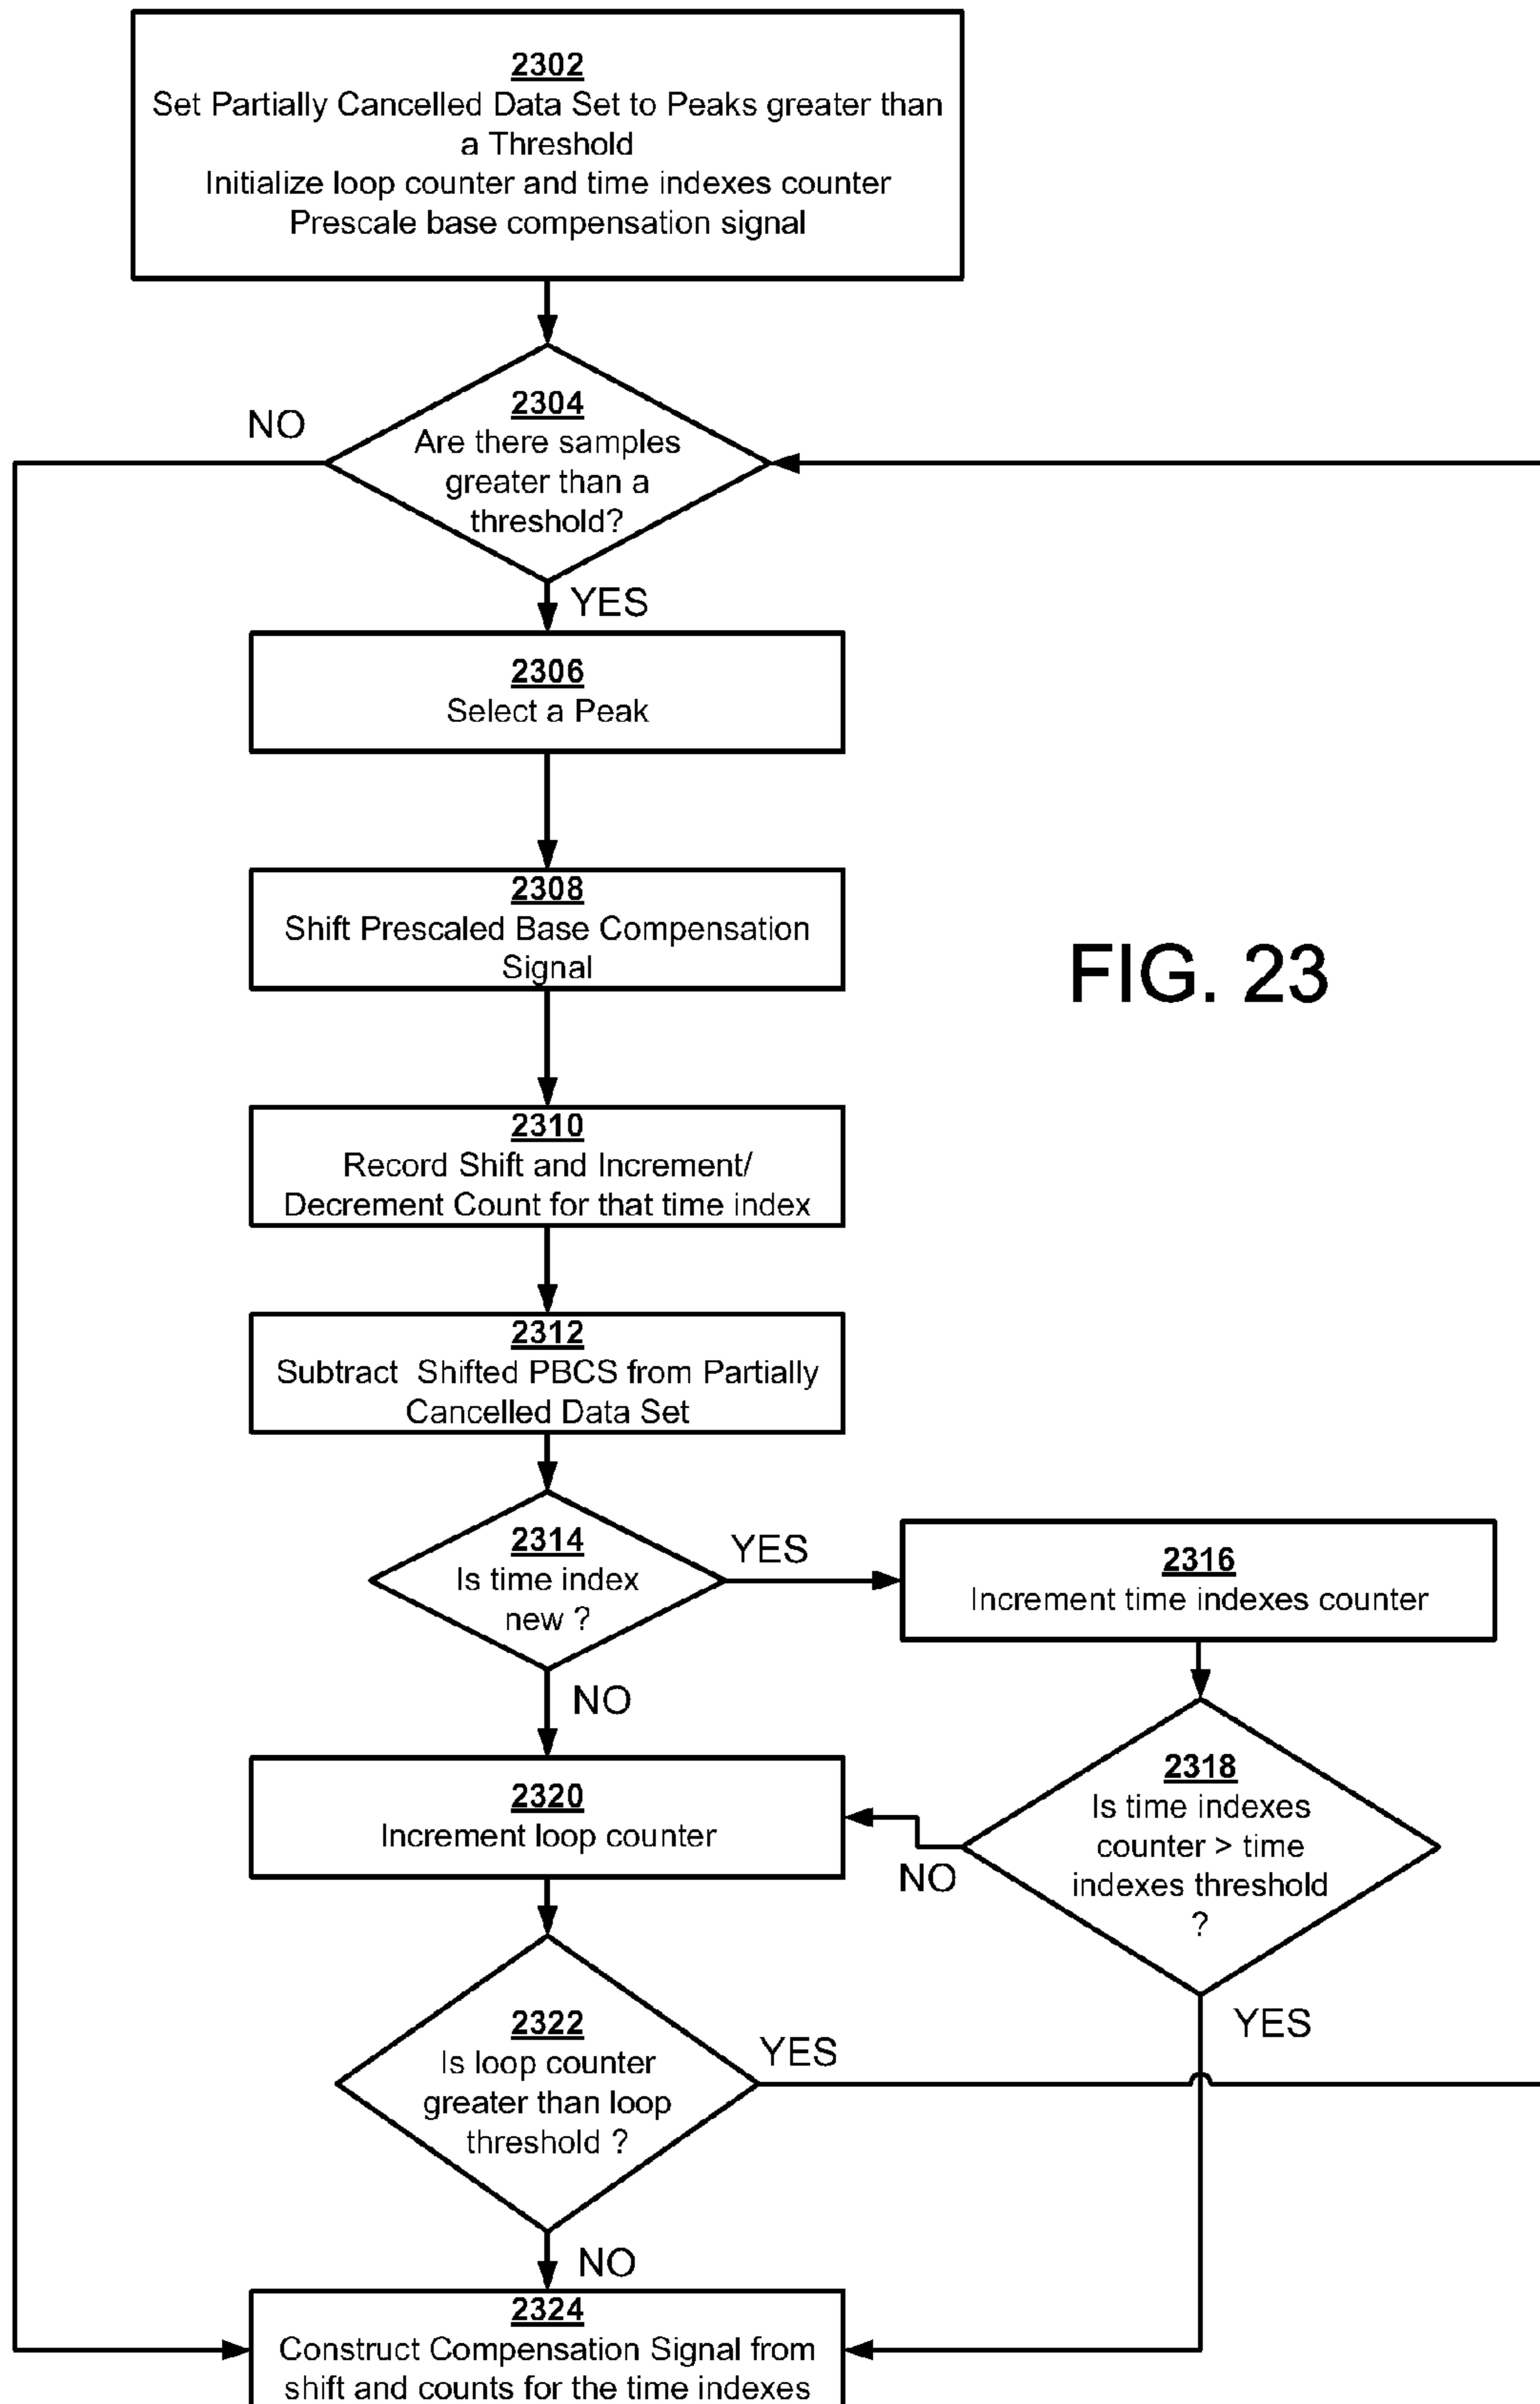 2302
Set Partially Cancelled Data Set to Peaks greater than
a Threshold
Initialize loop counter and time indexes counter
Prescale base compensation signal
2304
Are there samples
greater than a
threshold?
NO
YES
2306
Select a Peak
2308
Shift Prescaled Base Compensation
Signal
FIG. 23
2310
Record Shift and Increment/
Decrement Count for that time index
2312
Subtract Shifted PBCS from Partially
Cancelled Data Set
2314
Is time index
new ?
YES
2316
Increment time indexes counter
NO
2318
Is time indexes
counter > time
indexes threshold
?
2320
Increment loop counter
NO
YES
2322
Is loop counter
greater than loop
threshold ?
YES
NO
2324
Construct Compensation Signal from
shift and counts for the time indexes